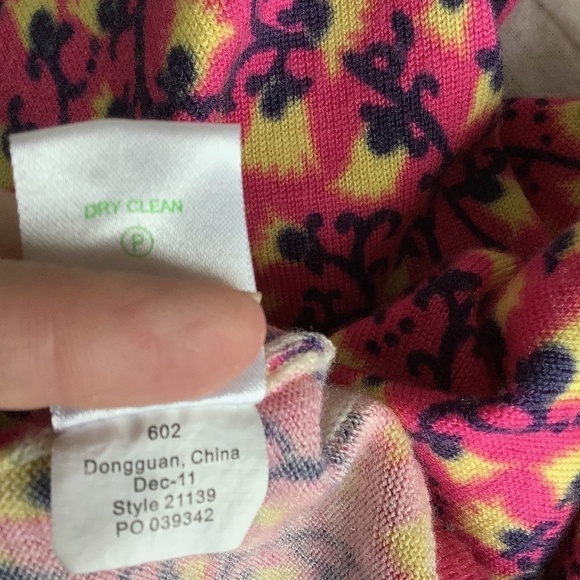 DRY CLEAN
P
602
Dongguan, China
Dec-11
Style 21139
PO 039342